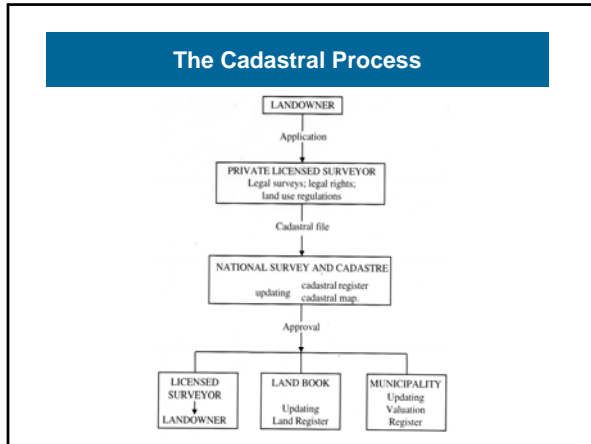 The Cadastral Process
LANDOWNER
Application
PRIVATE LICENSED SURVEYOR
Legal surveys; legal rights;
land use regulations
Cadastral file
NATIONAL SURVEY AND CADASTRE
cadastral register
updating
cadastral map.
Approval
LICENSED
SURVEYOR
LANDOWNER
LAND BOOK
Updating
Land Register
MUNICIPALITY
Updating
Valuation
Register